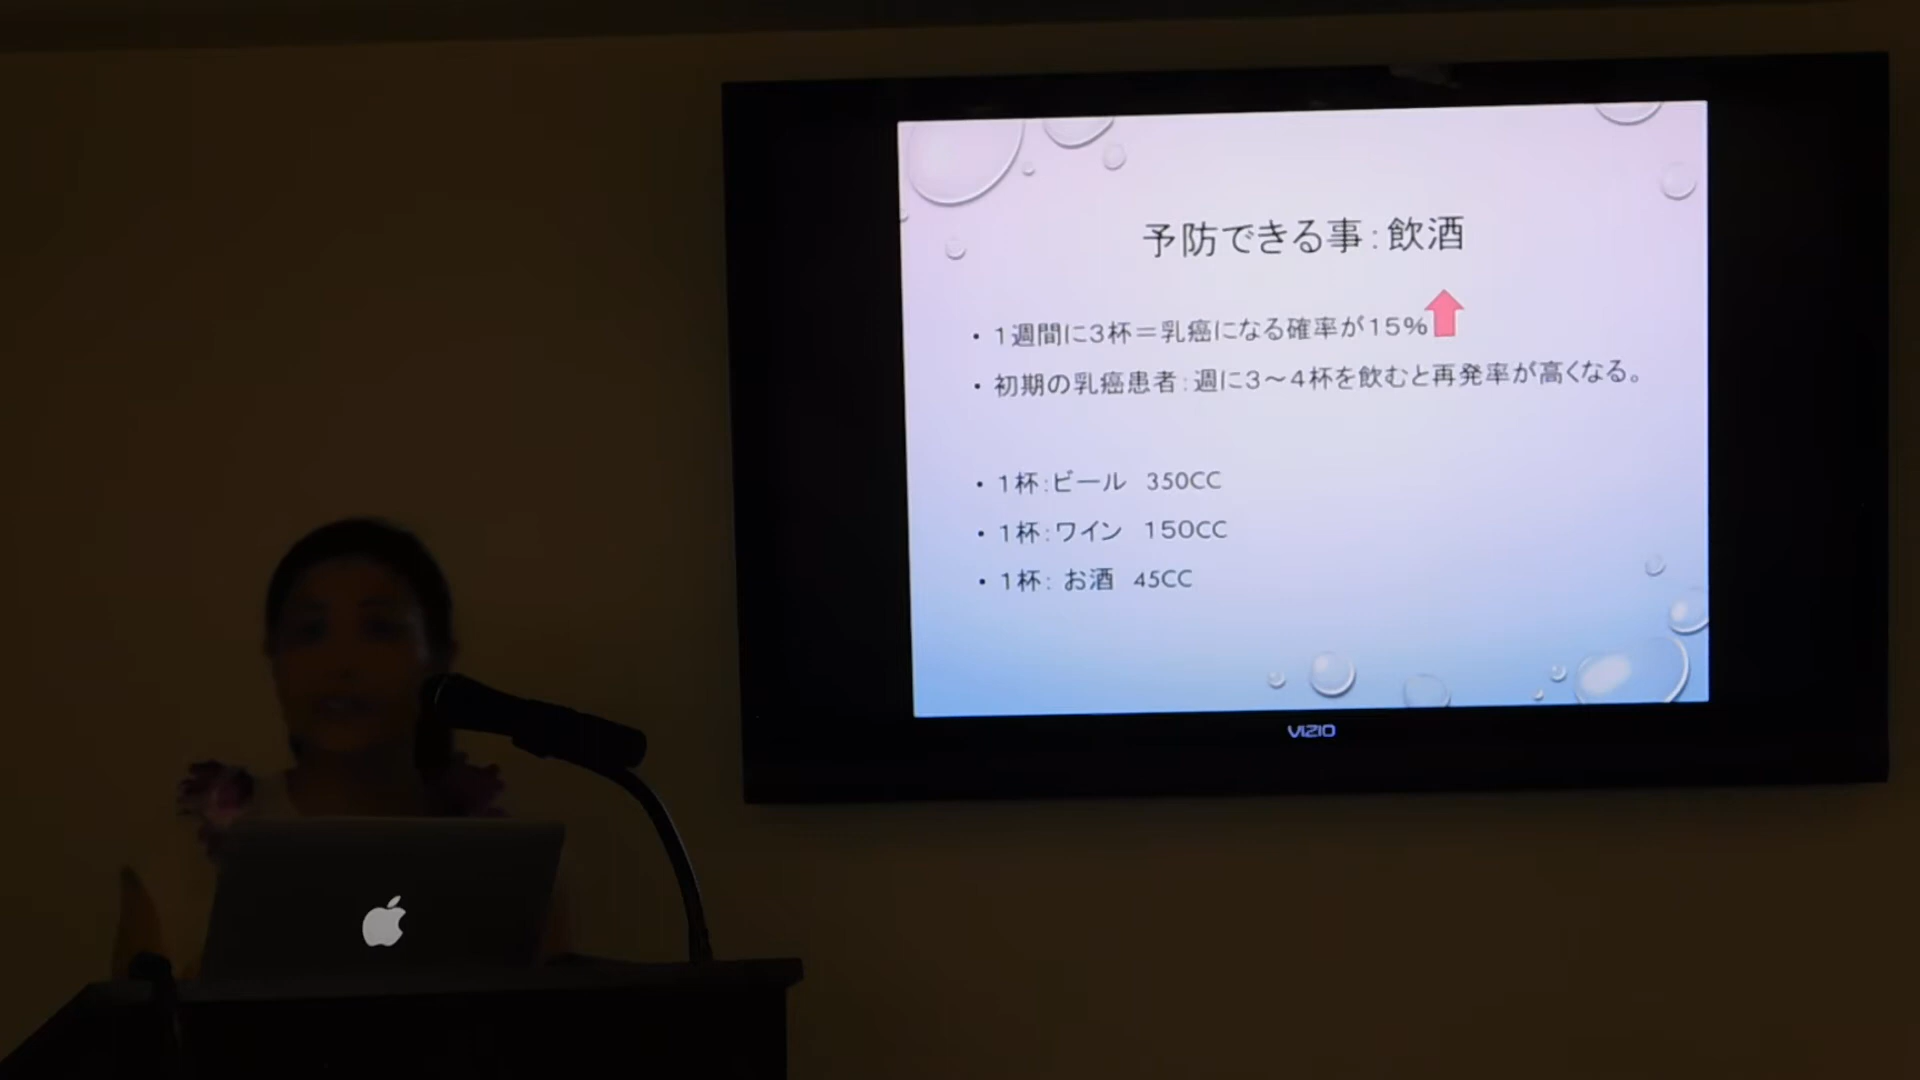 予防できる事：飲酒
・１週間に３杯＝乳癌になる確率が１５％
・初期の乳癌患者：週に３～４杯を飲むと再発率が高くなる。
・１杯：ビール　350CC
・１杯：ワイン　150CC
・１杯：お酒　45CC
VIZIO